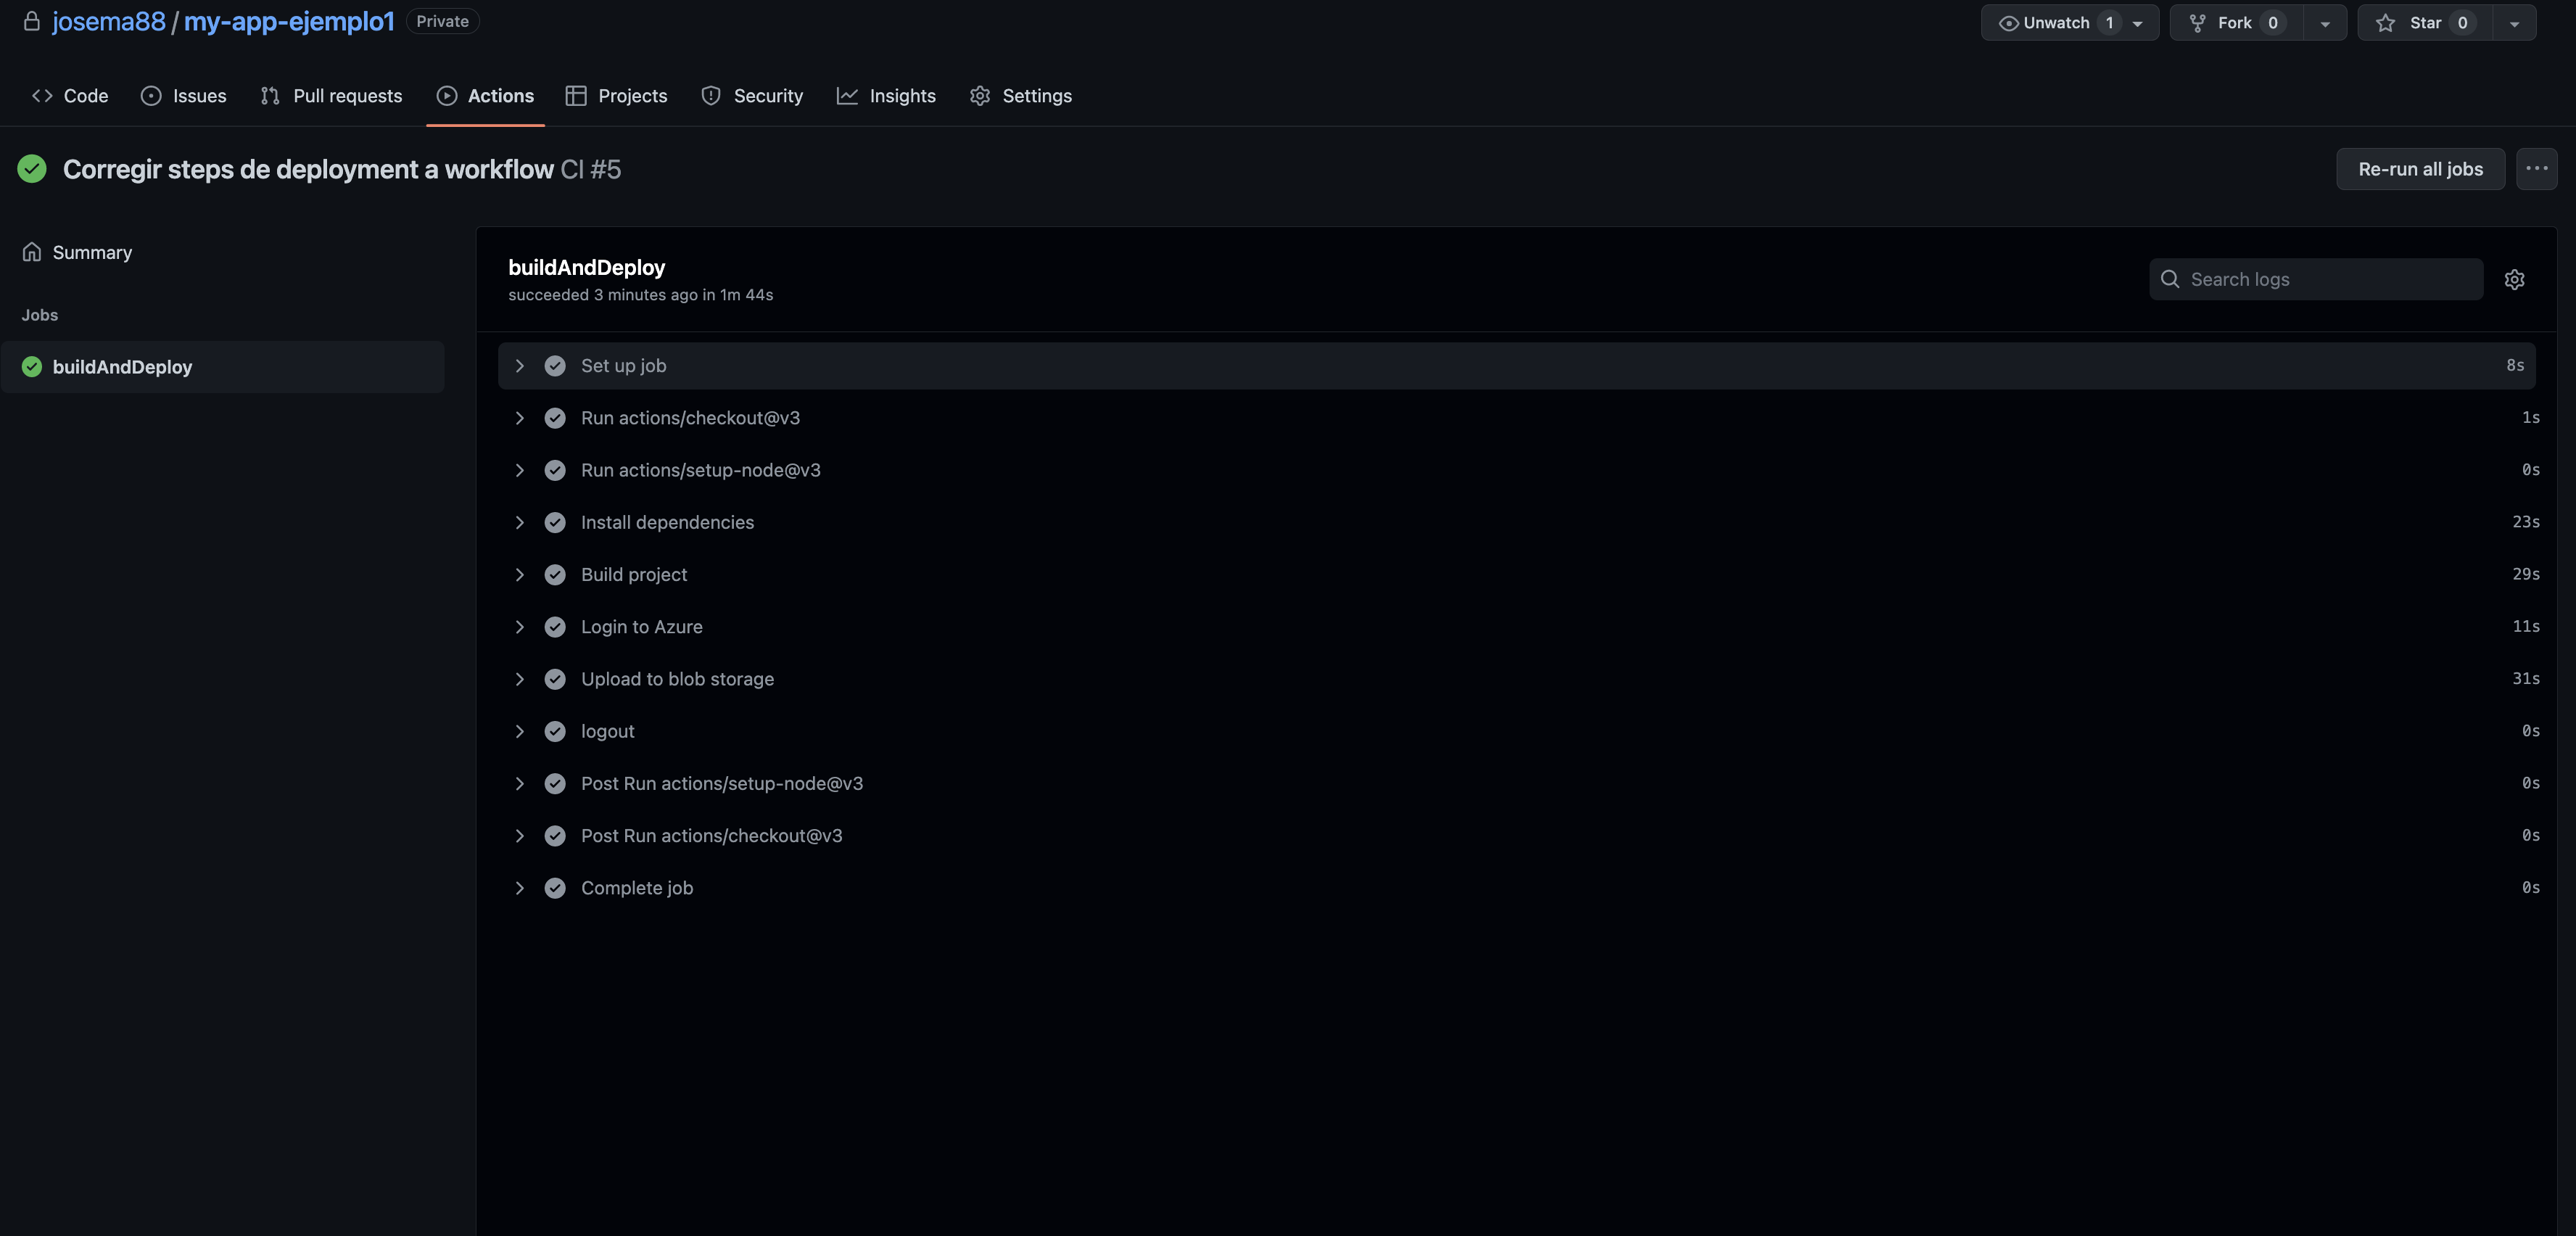 josema88 / my-app-ejemplo1 Private Unwatch 1 Fork 0 Star 0
Code Issues Pull requests Actions Projects Security Insights Settings
Corregir steps de deployment a workflow CI #5 Re-run all jobs
Summary
Jobs
buildAndDeploy
buildAndDeploy
succeeded 3 minutes ago in 1m 44s
Search logs
Set up job 8s
Run actions/checkout@v3 1s
Run actions/setup-node@v3 0s
Install dependencies 23s
Build project 29s
Login to Azure 11s
Upload to blob storage 31s
logout 0s
Post Run actions/setup-node@v3 0s
Post Run actions/checkout@v3 0s
Complete job 0s